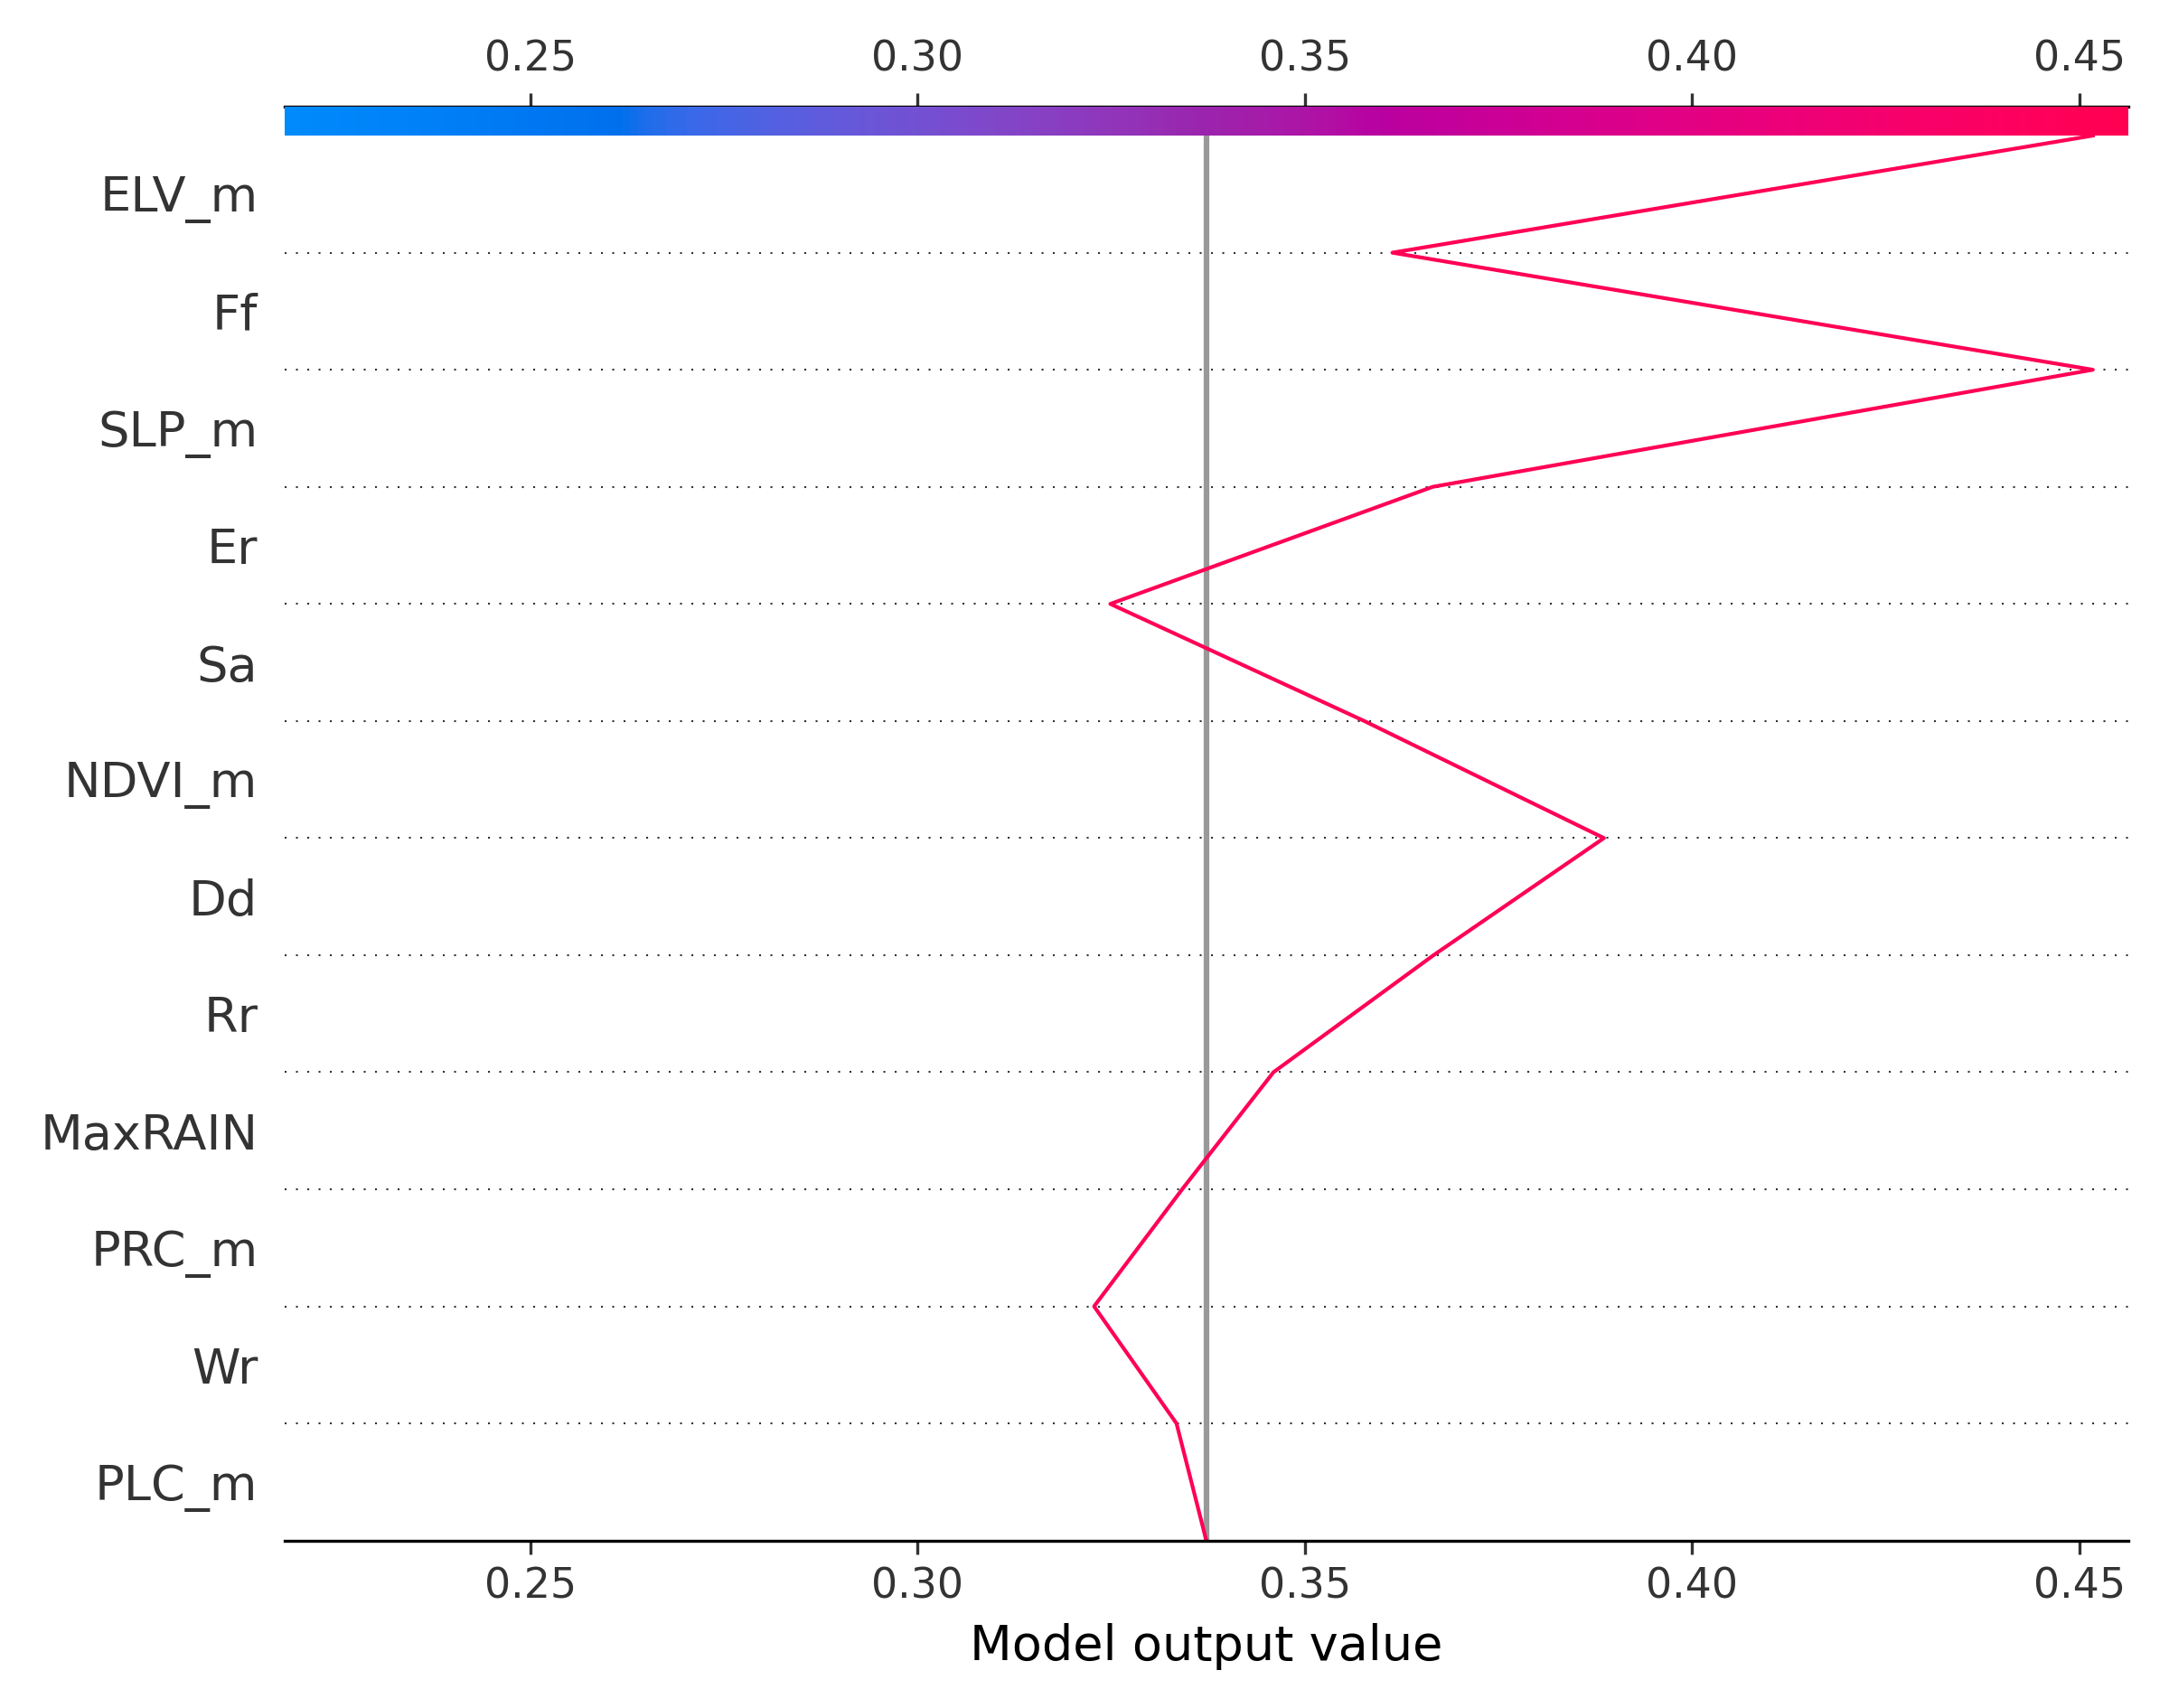 0.25 0.30 0.35 0.40 0.45
ELV_m
Ff
SLP_m
Er
Sa
NDVI_m
Dd
Rr
MaxRAIN
PRC_m
Wr
PLC_m
0.25 0.30 0.35 0.40 0.45
Model output value